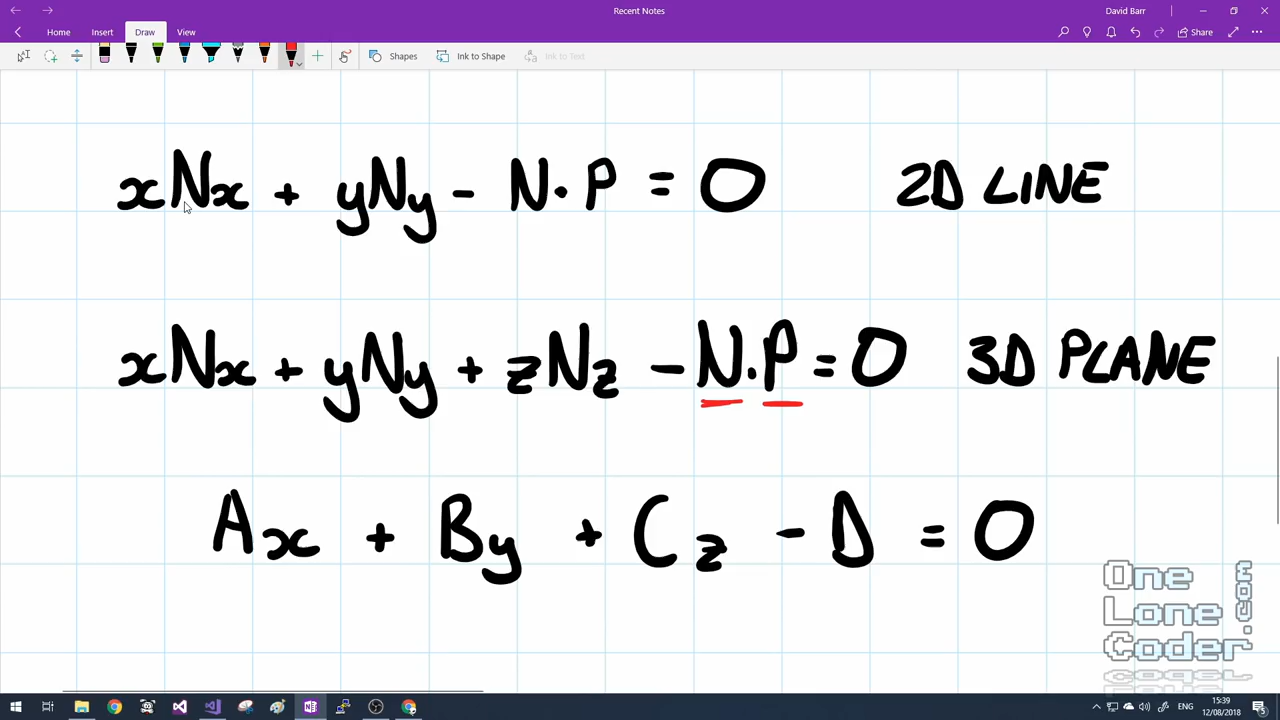 Recent Notes
David Barr
Home Insert Draw View
Share
Shapes
Ink to Shape
Ink to Text
xNx + yNy - N·P = 0 2D LINE
xNx + yNy + zNz - N·P = 0 3D PLANE
Ax + By + Cz - D = 0
One
Lone
Coder
.com
ENG
15:39
12/08/2018